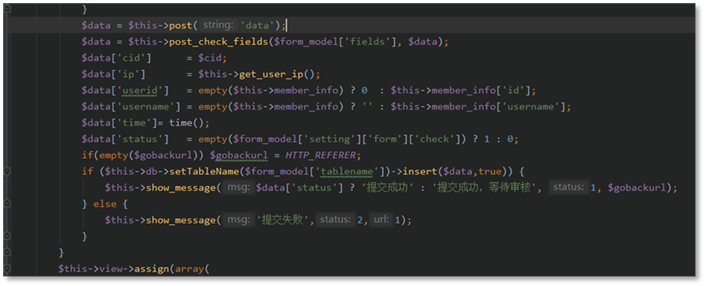 }
$data = $this->post( string: 'data');
$data = $this->post_check_fields($form_model['fields'], $data);
$data['cid'] = $cid;
$data['ip'] = $this->get_user_ip();
$data['userid'] = empty($this->member_info) ? 0 : $this->member_info['id'];
$data['username'] = empty($this->member_info) ? '' : $this->member_info['username'];
$data['time']= time();
$data['status'] = empty($form_model['setting']['form']['check']) ? 1 : 0;
if(empty($gobackurl)) $gobackurl = HTTP_REFERER;
if ($this->db->setTableName($form_model['tablename'])->insert($data,true)) {
$this->show_message( msg: $data['status'] ? '提交成功' : '提交成功，等待审核', status: 1, $gobackurl);
} else {
$this->show_message( msg: '提交失败', status: 2, url: 1);
}
}
$this->view->assign(array(